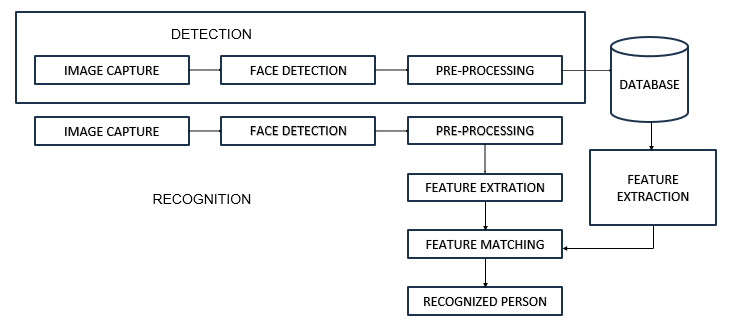 DETECTION
IMAGE CAPTURE
FACE DETECTION
PRE-PROCESSING
DATABASE
IMAGE CAPTURE
FACE DETECTION
PRE-PROCESSING
FEATURE EXTRATION
FEATURE
EXTRACTION
RECOGNITION
FEATURE MATCHING
RECOGNIZED PERSON